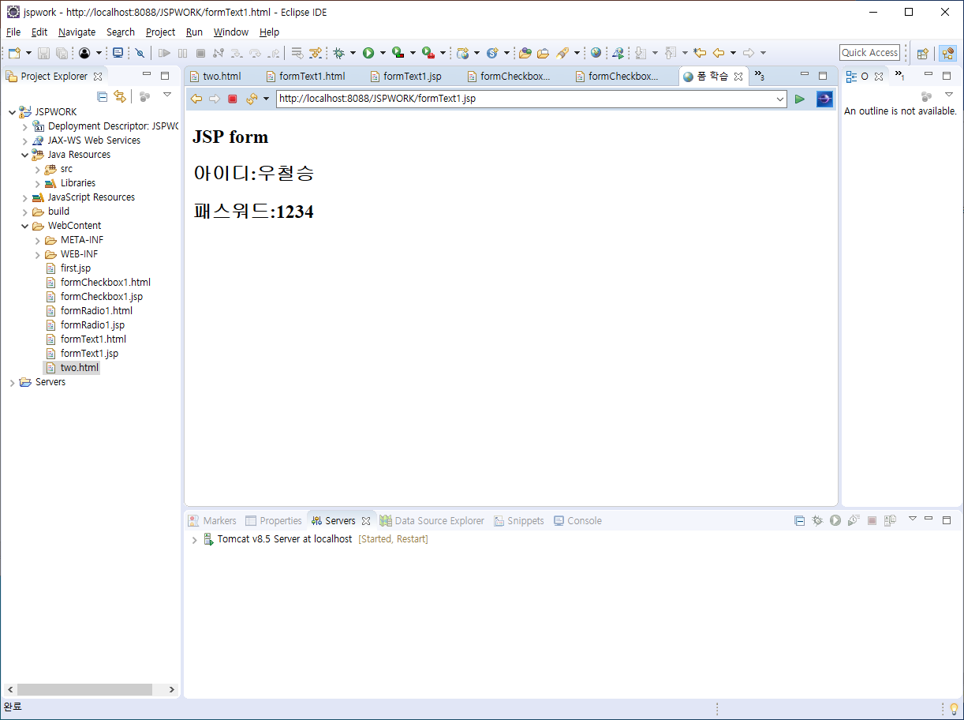 jspwork - http://localhost:8088/JSPWORK/formText1.html - Eclipse IDE
File Edit Navigate Search Project Run Window Help
Quick Access
Project Explorer
two.html formText1.html formText1.jsp formCheckbox... formCheckbox... 폼 학습 »3
O »1
http://localhost:8088/JSPWORK/formText1.jsp
An outline is not available.
JSPWORK
Deployment Descriptor: JSPWO
JAX-WS Web Services
Java Resources
src
Libraries
JavaScript Resources
build
WebContent
META-INF
WEB-INF
first.jsp
formCheckbox1.html
formCheckbox1.jsp
formRadio1.html
formRadio1.jsp
formText1.html
formText1.jsp
two.html
Servers
JSP form
아이디:우철승
패스워드:1234
Markers Properties Servers Data Source Explorer Snippets Console
Tomcat v8.5 Server at localhost [Started, Restart]
완료